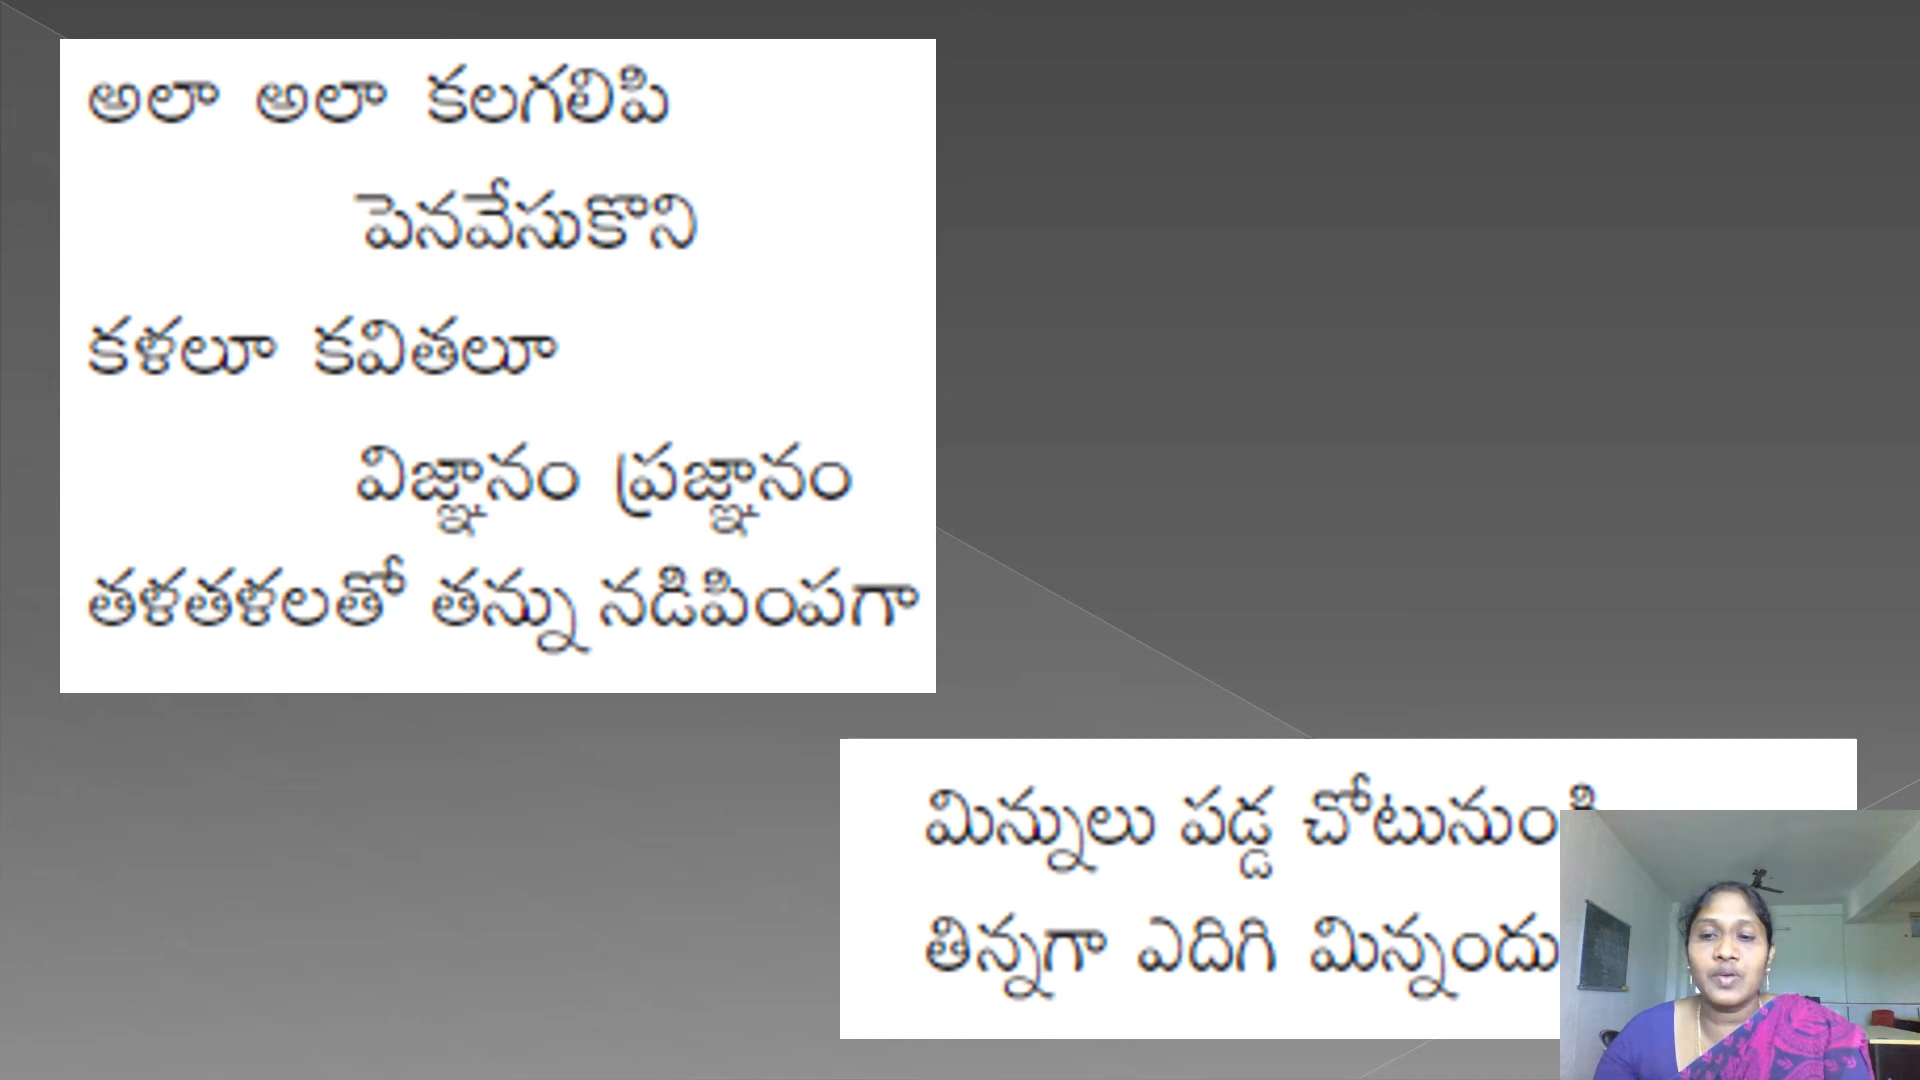 అలా అలా కలగలిపి
పెనవేసుకొని
కళలూ కవితలూ
విజ్ఞానం ప్రజ్ఞానం
తళతళలతో తన్ను నడిపింపగా
మిన్నులు పడ్డ
తిన్నగా ఎదిగి